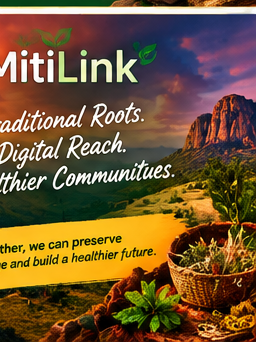 MitiLink
raditional Roots.
Digital Reach.
lthier Communitues.
ther, we can preserve
e and build a healthier future.